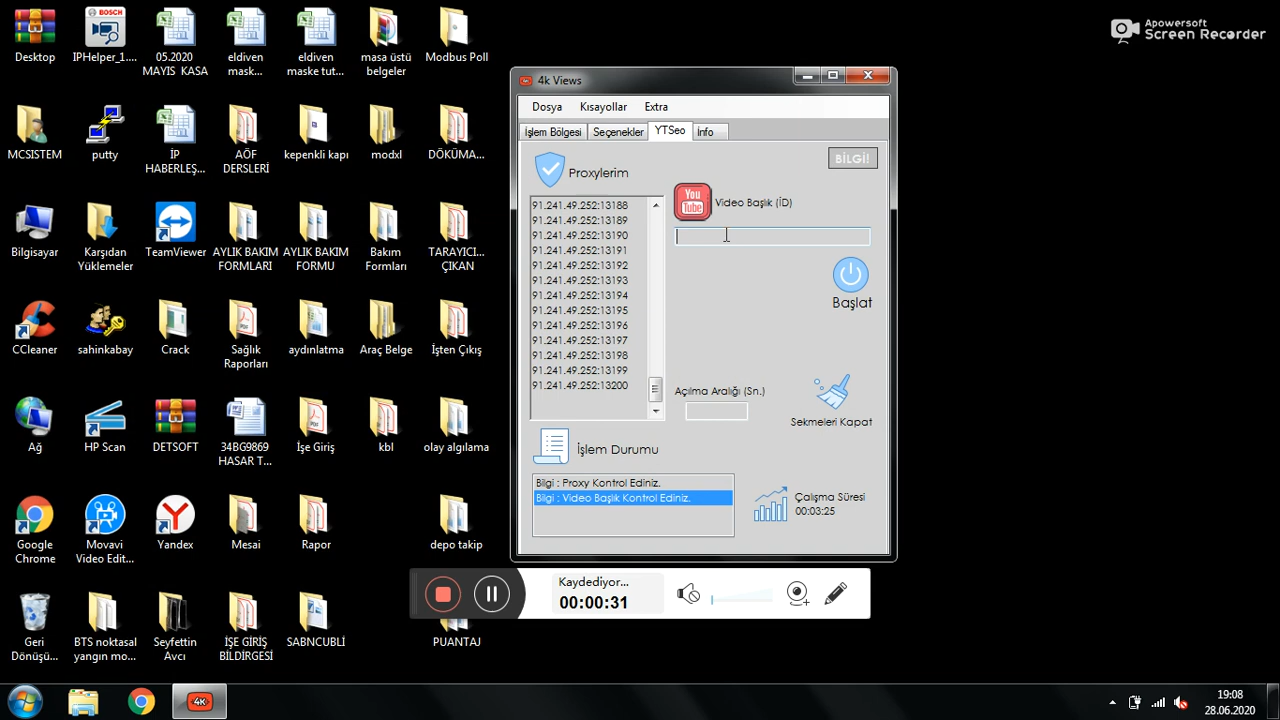 Apowersoft
Screen Recorder
Desktop
BOSCH
IPHelper_1....
05.2020
MAYIS KASA
eldiven
mask...
eldiven
maske tut...
masa üstü
belgeler
Modbus Poll
MCSISTEM
putty
İP
HABERLEŞ...
AÖF
DERSLERİ
kepenkli kapı
modxl
DÖKÜMA...
Bilgisayar
Karşıdan
Yüklemeler
TeamViewer
AYLIK BAKIM
FORMLARI
AYLIK BAKIM
FORMU
Bakım
Formları
TARAYICI...
ÇIKAN
CCleaner
sahinkabay
Crack
Sağlık
Raporları
aydınlatma
Araç Belge
İşten Çıkış
Ağ
HP Scan
DETSOFT
34BG9869
HASAR T...
İşe Giriş
kbl
olay algılama
Google
Chrome
Movavi
Video Edit...
Yandex
Mesai
Rapor
depo takip
Geri
Dönüşü...
BTS noktasal
yangın mo...
Seyfettin
Avcı
İŞE GİRİŞ
BİLDİRGESİ
SABNCUBLİ
PUANTAJ
4k Views
Dosya Kısayollar Extra
İşlem Bölgesi Seçenekler YTSeo Info
Proxylerim
BİLGİ!
You
Tube
Video Başlık (İD)
91.241.49.252:13188
91.241.49.252:13189
91.241.49.252:13190
91.241.49.252:13191
91.241.49.252:13192
91.241.49.252:13193
91.241.49.252:13194
91.241.49.252:13195
91.241.49.252:13196
91.241.49.252:13197
91.241.49.252:13198
91.241.49.252:13199
91.241.49.252:13200
Başlat
Açılma Aralığı (Sn.)
Sekmeleri Kapat
İşlem Durumu
Bilgi : Proxy Kontrol Ediniz.
Bilgi : Video Başlık Kontrol Ediniz.
Çalışma Süresi
00:03:25
Kaydediyor...
00:00:31
4K
19:08
28.06.2020